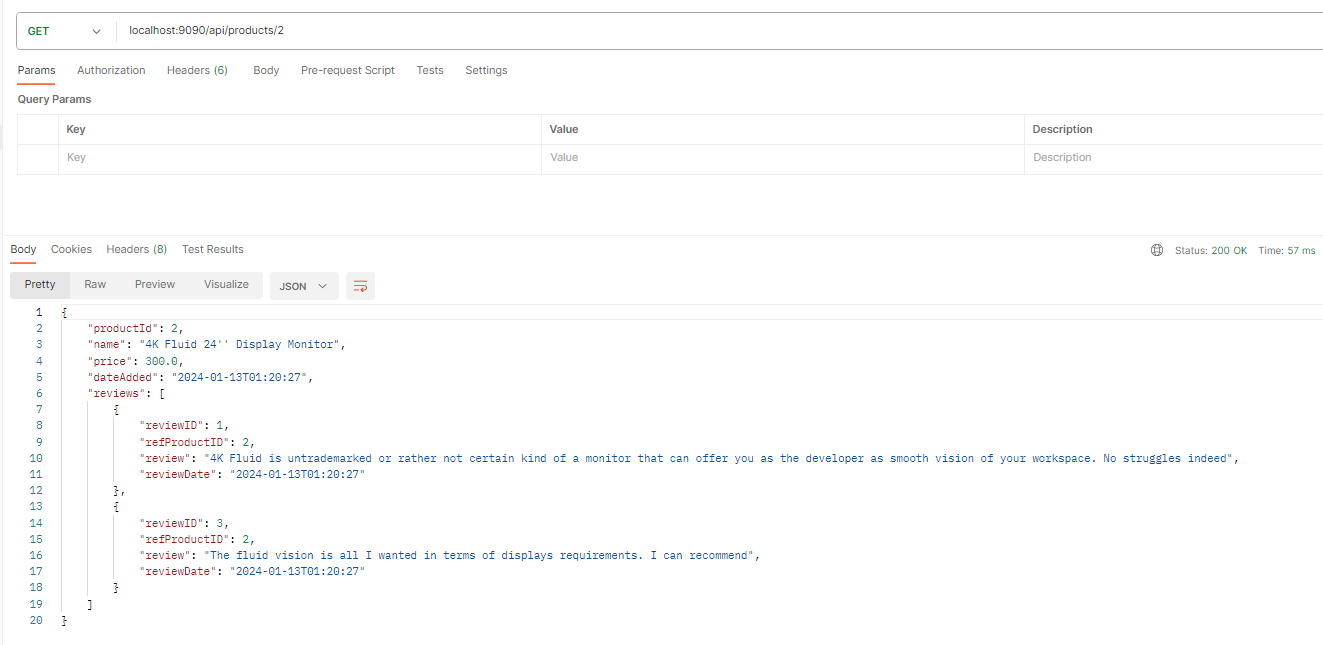 GET localhost:9090/api/products/2
Params Authorization Headers (6) Body Pre-request Script Tests Settings
Query Params
Key Value Description
Key Value Description
Body Cookies Headers (8) Test Results Status: 200 OK Time: 57 ms
Pretty Raw Preview Visualize JSON
1 {
2 "productId": 2,
3 "name": "4K Fluid 24'' Display Monitor",
4 "price": 300.0,
5 "dateAdded": "2024-01-13T01:20:27",
6 "reviews": [
7 {
8 "reviewID": 1,
9 "refProductID": 2,
10 "review": "4K Fluid is untrademarked or rather not certain kind of a monitor that can offer you as the developer as smooth vision of your workspace. No struggles indeed",
11 "reviewDate": "2024-01-13T01:20:27"
12 },
13 {
14 "reviewID": 3,
15 "refProductID": 2,
16 "review": "The fluid vision is all I wanted in terms of displays requirements. I can recommend",
17 "reviewDate": "2024-01-13T01:20:27"
18 }
19 ]
20 }